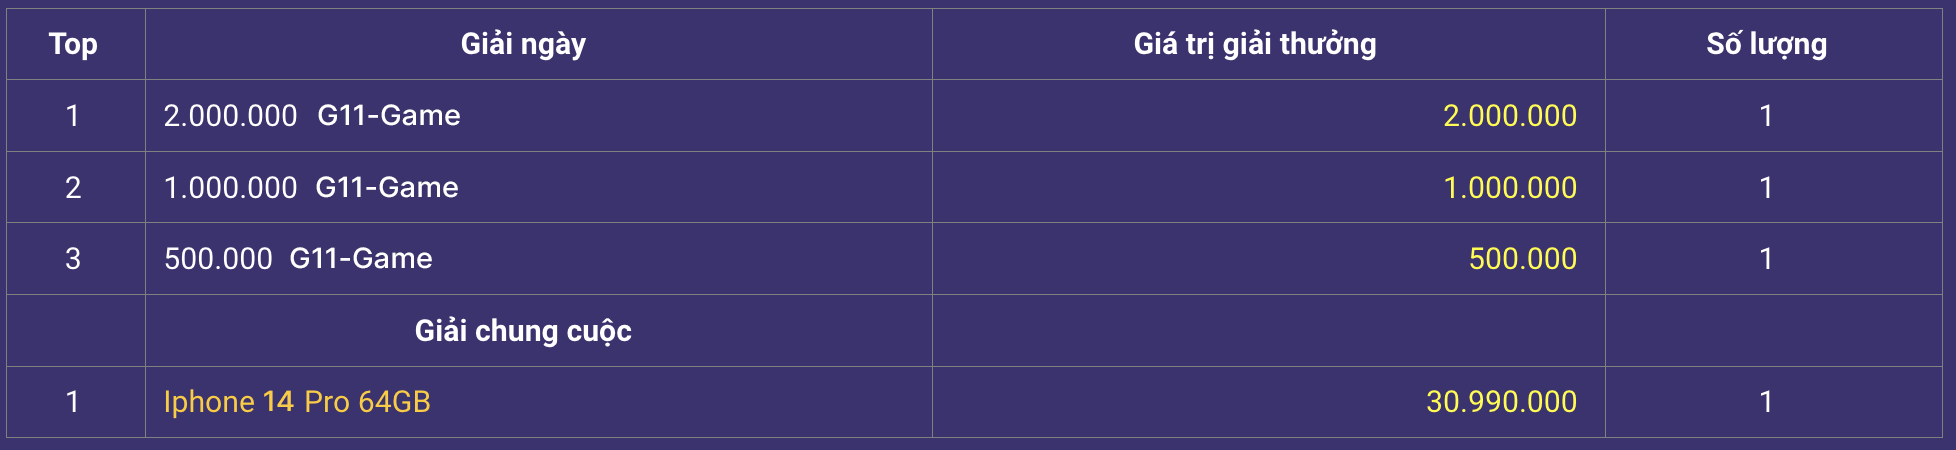 Top Giải ngày Giá trị giải thưởng Số lượng
1 2.000.000 G11-Game 2.000.000 1
2 1.000.000 G11-Game 1.000.000 1
3 500.000 G11-Game 500.000 1
Giải chung cuộc
1 Iphone 14 Pro 64GB 30.990.000 1